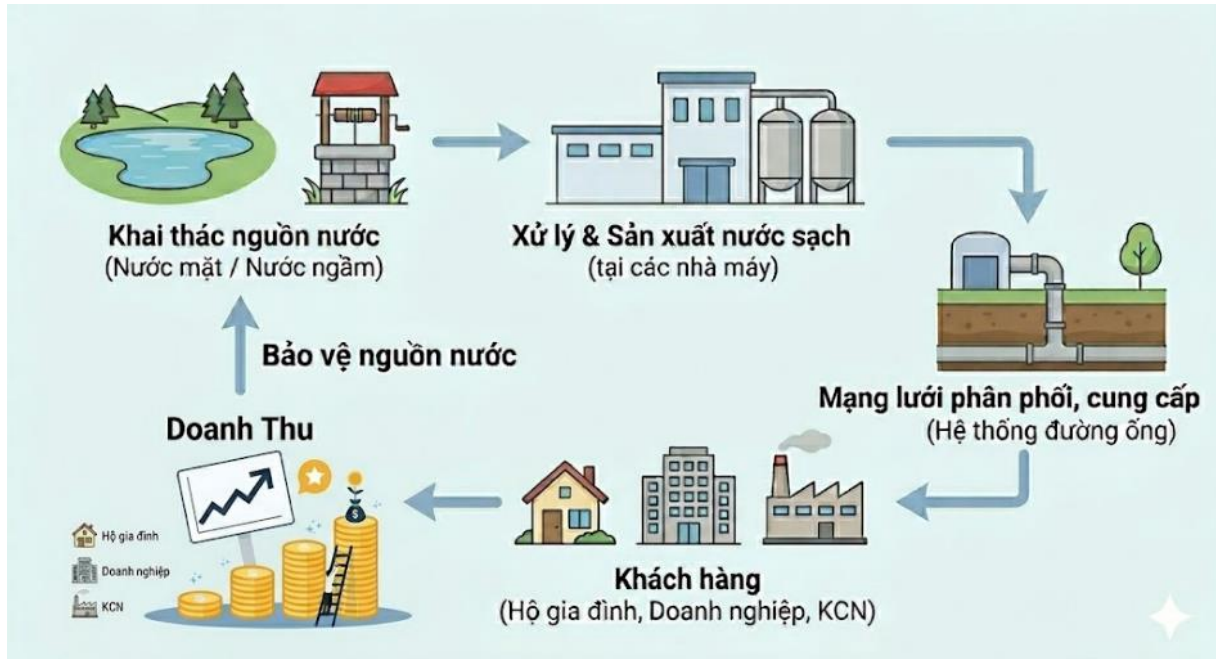 Khai thác nguồn nước
(Nước mặt / Nước ngầm)
Xử lý & Sản xuất nước sạch
(tại các nhà máy)
Mạng lưới phân phối, cung cấp
(Hệ thống đường ống)
Khách hàng
(Hộ gia đình, Doanh nghiệp, KCN)
Doanh Thu
$
Hộ gia đình
Doanh nghiệp
KCN
Bảo vệ nguồn nước